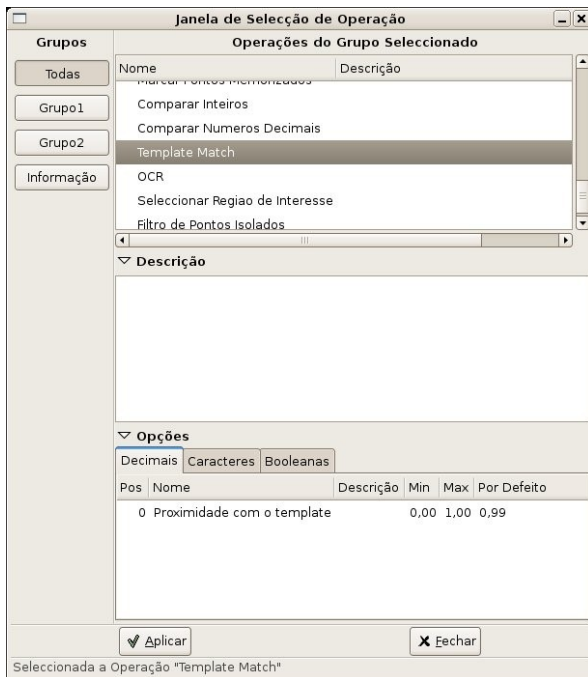 Janela de Selecção de Operação
Grupos
Todas
Grupo1
Grupo2
Informação
Operações do Grupo Seleccionado
Nome Descrição
Marcar Pontos Memorizados
Comparar Inteiros
Comparar Numeros Decimais
Template Match
OCR
Seleccionar Regiao de Interesse
Filtro de Pontos Isolados
Descrição
Opções
Decimais Caracteres Booleanas
Pos Nome Descrição Min Max Por Defeito
0 Proximidade com o template 0,00 1,00 0,99
Aplicar Fechar
Seleccionada a Operação "Template Match"